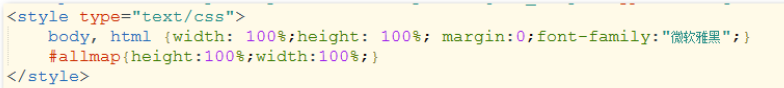 <style type="text/css">
body, html {width: 100%;height: 100%; margin:0;font-family:"微软雅黑";}
#allmap{height:100%;width:100%;}
</style>